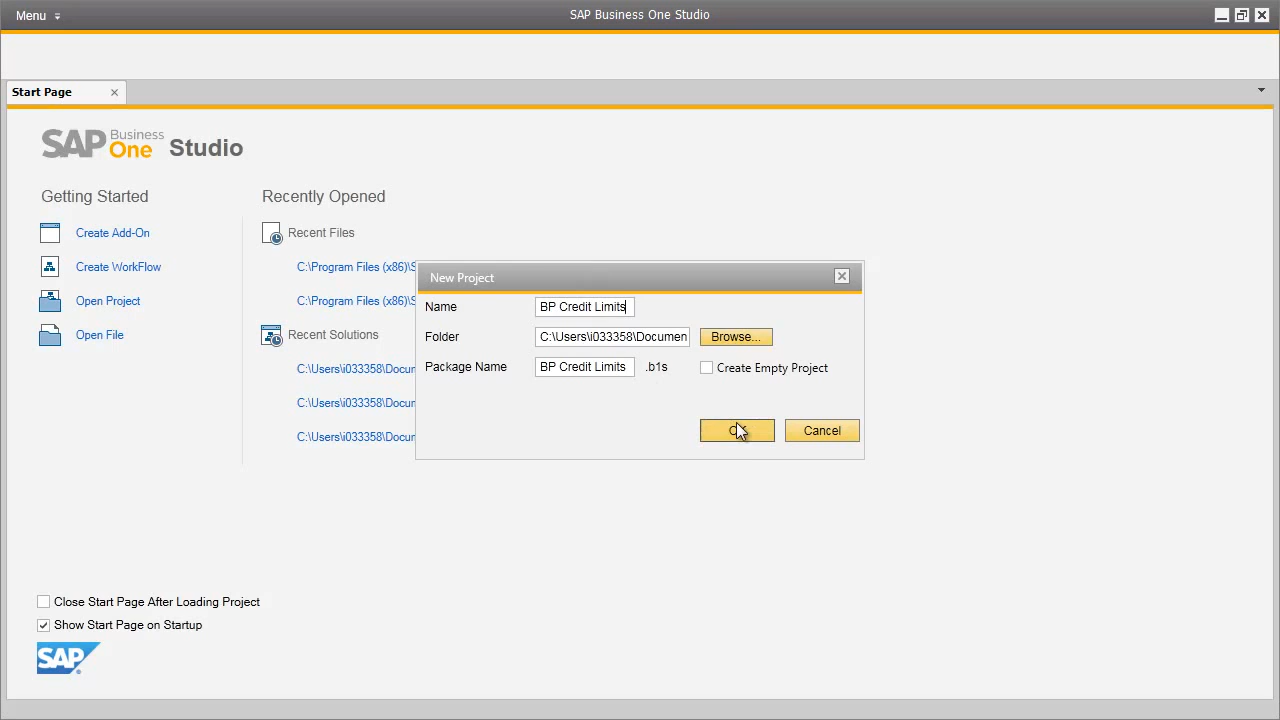 Menu
SAP Business One Studio
Start Page
SAP Business One Studio
Getting Started
Recently Opened
Create Add-On
Recent Files
Create WorkFlow
C:\Program Files (x86)\S
Open Project
C:\Program Files (x86)\S
Open File
Recent Solutions
C:\Users\i033358\Docur
C:\Users\i033358\Docur
C:\Users\i033358\Docur
New Project
Name
BP Credit Limits
Folder
C:\Users\i033358\Documen
Browse...
Package Name
BP Credit Limits
.b1s
Create Empty Project
Cancel
Close Start Page After Loading Project
Show Start Page on Startup
SAP